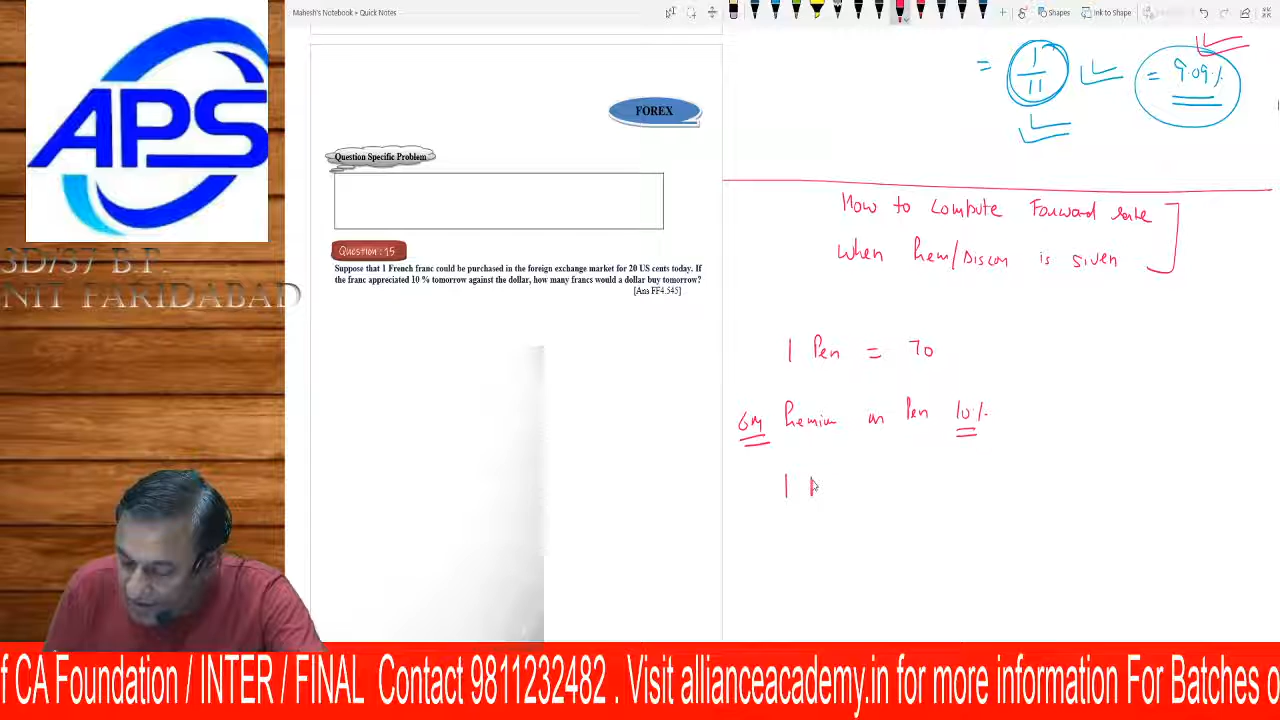 APS
3D/37 B.P.
NIT FARIDABAD
Mahesh's Notebook » Quick Notes
Shapes
Ink to Shape
FOREX
Question Specific Problem
Question : 15
Suppose that 1 French franc could be purchased in the foreign exchange market for 20 US cents today. If
the franc appreciated 10 % tomorrow against the dollar, how many francs would a dollar buy tomorrow?
[Ans FF4.545]
= 1/11 = 9.09%
How to Compute Forward rate
when Prem/Discon is given
1 Pen = 70
6M Premium on Pen 10%
1
f CA Foundation / INTER / FINAL Contact 9811232482 . Visit allianceacademy.in for more information For Batches o